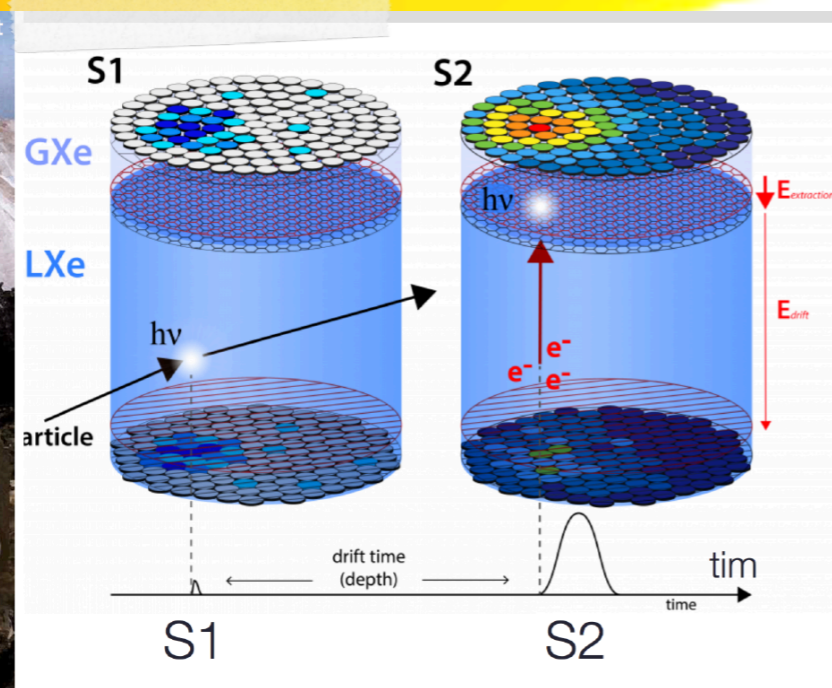 S1
S2
GXe
LXe
hν
article
hν
e⁻
e⁻ e⁻
Eextraction
Edrift
drift time
(depth)
tim
time
S1
S2